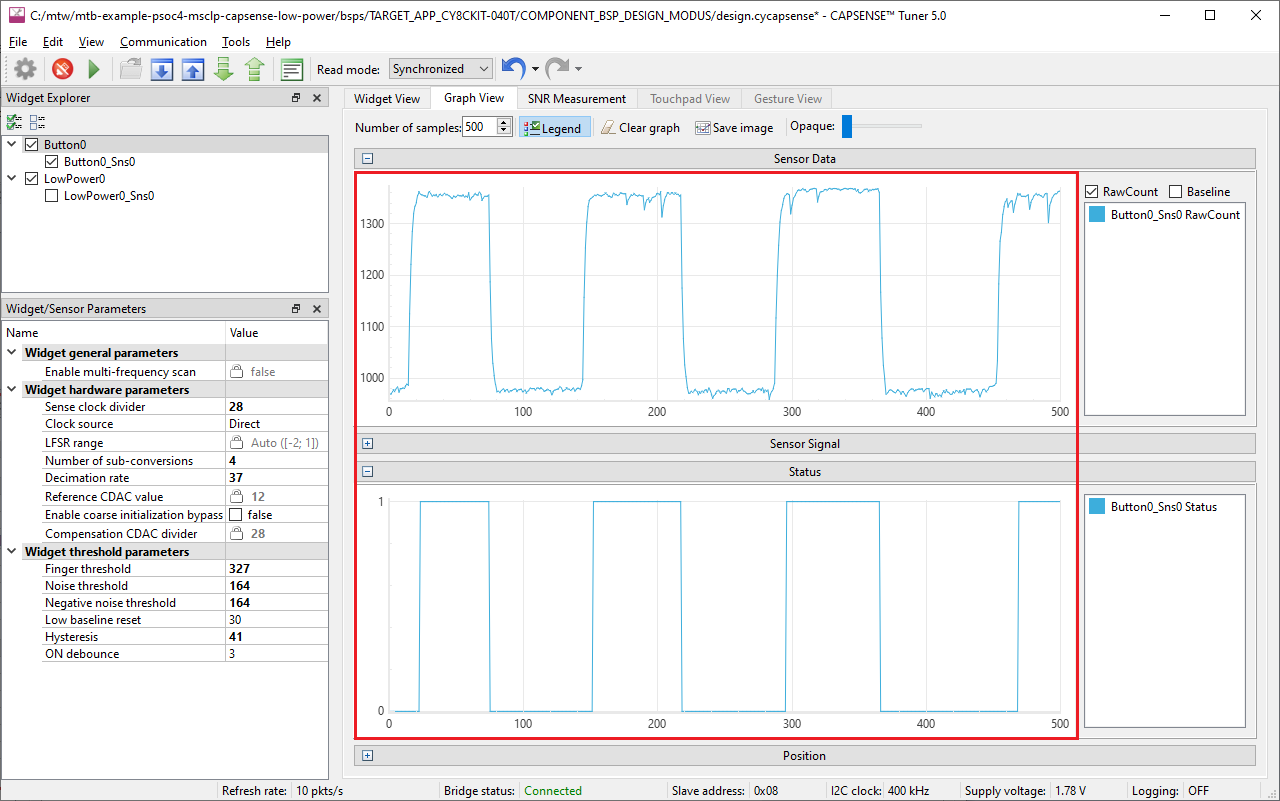 C:/mtw/mtb-example-psoc4-msclp-capsense-low-power/bsps/TARGET_APP_CY8CKIT-040T/COMPONENT_BSP_DESIGN_MODUS/design.cycapsense* - CAPSENSE™ Tuner 5.0
File Edit View Communication Tools Help
Read mode: Synchronized
Widget Explorer
Button0
Button0_Sns0
LowPower0
LowPower0_Sns0
Widget/Sensor Parameters
Name Value
Widget general parameters
Enable multi-frequency scan false
Widget hardware parameters
Sense clock divider 28
Clock source Direct
LFSR range Auto ([-2; 1])
Number of sub-conversions 4
Decimation rate 37
Reference CDAC value 12
Enable coarse initialization bypass false
Compensation CDAC divider 28
Widget threshold parameters
Finger threshold 327
Noise threshold 164
Negative noise threshold 164
Low baseline reset 30
Hysteresis 41
ON debounce 3
Widget View Graph View SNR Measurement Touchpad View Gesture View
Number of samples: 500 Legend Clear graph Save image Opaque:
Sensor Data
1300
1200
1100
1000
0 100 200 300 400 500
RawCount Baseline
Button0_Sns0 RawCount
Sensor Signal
Status
1
0
0 100 200 300 400 500
Button0_Sns0 Status
Position
Refresh rate: 10 pkts/s Bridge status: Connected Slave address: 0x08 I2C clock: 400 kHz Supply voltage: 1.78 V Logging: OFF